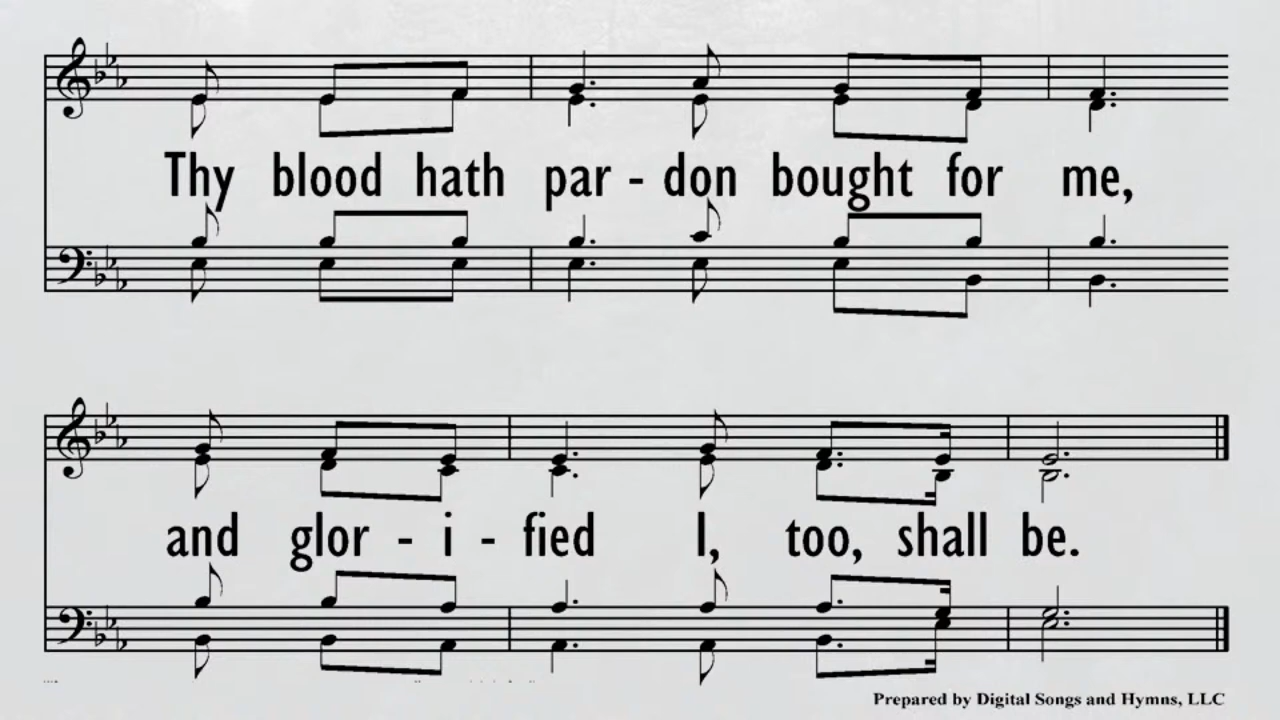 Thy blood hath par - don bought for me,
and glor - i - fied I, too, shall be.
Prepared by Digital Songs and Hymns, LLC